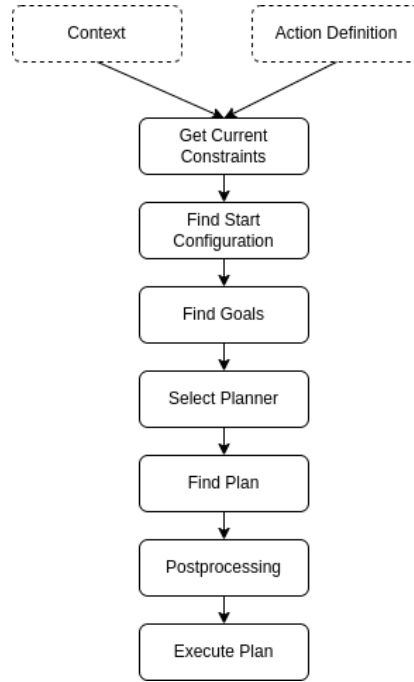 Context
Action Definition
Get Current
Constraints
Find Start
Configuration
Find Goals
Select Planner
Find Plan
Postprocessing
Execute Plan